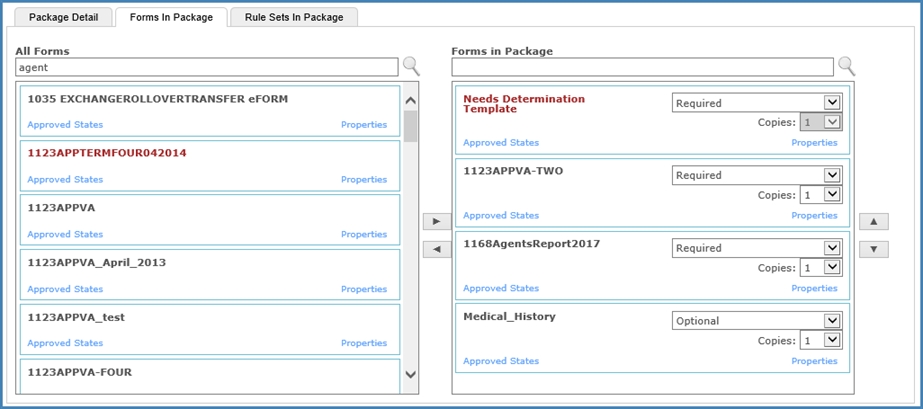 Package Detail
Forms In Package
Rule Sets In Package
All Forms
agent
1035 EXCHANGEROLLOVERTRANSFER eFORM
Approved States Properties
1123APPTERMFOUR042014
Approved States Properties
1123APPVA
Approved States Properties
1123APPVA_April_2013
Approved States Properties
1123APPVA_test
Approved States Properties
1123APPVA-FOUR
Forms in Package
Needs Determination
Template
Required
Copies: 1
Approved States Properties
1123APPVA-TWO
Required
Copies: 1
Approved States Properties
1168AgentsReport2017
Required
Copies: 1
Approved States Properties
Medical_History
Optional
Copies: 1
Approved States Properties